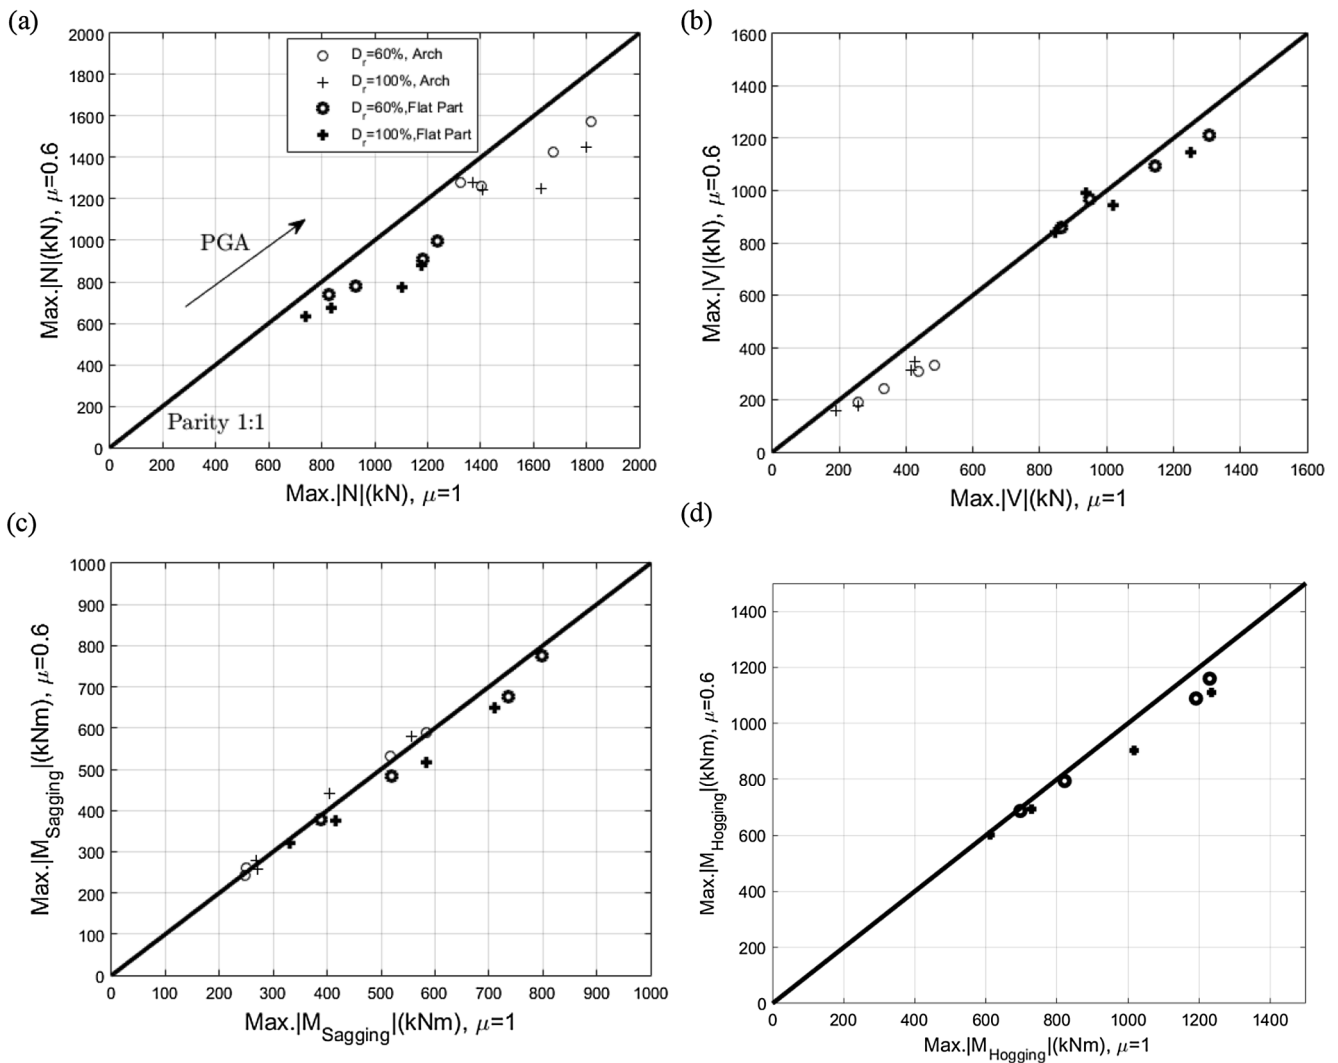 (a)
2000
1800
1600
1400
1200
1000
800
600
400
200
0
Max.|N|(kN), μ=0.6
D_r=60%, Arch
D_r=100%, Arch
D_r=60%,Flat Part
D_r=100%,Flat Part
PGA
Parity 1:1
0 200 400 600 800 1000 1200 1400 1600 1800 2000
Max.|N|(kN), μ=1
(b)
1600
1400
1200
1000
800
600
400
200
0
Max.|V|(kN), μ=0.6
200 400 600 800 1000 1200 1400 1600
Max.|V|(kN), μ=1
(c)
1000
900
800
700
600
500
400
300
200
100
0
Max.|M_Sagging|(kNm), μ=0.6
0 100 200 300 400 500 600 700 800 900 1000
Max.|M_Sagging|(kNm), μ=1
(d)
1400
1200
1000
800
600
400
200
0
Max.|M_Hogging|(kNm), μ=0.6
0 200 400 600 800 1000 1200 1400
Max.|M_Hogging|(kNm), μ=1